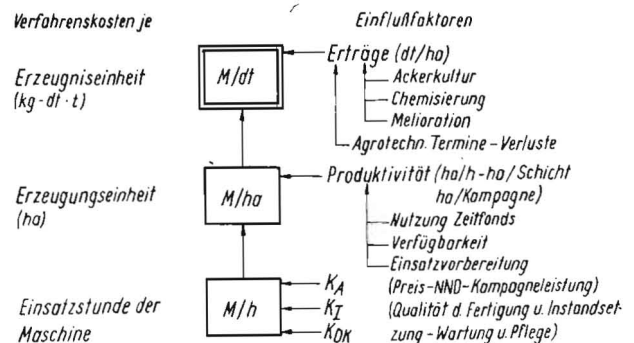 Verfahrenskosten je
Einflußfaktoren
Erzeugniseinheit
(kg-dt·t)
M/dt
Erträge (dt/ha)
Ackerkultur
Chemisierung
Melioration
Agrotechn. Termine-Verluste
Erzeugungseinheit
(ha)
M/ha
Produktivität (ha/h-ha/Schicht
ha/Kampagne)
Nutzung Zeitfonds
Verfügbarkeit
Einsatzvorbereitung
(Preis-NND-Kampagneleistung)
(Qualität d. Fertigung u. Instandset-
zung-Wartung u. Pflege)
Einsatzstunde der
Maschine
M/h
K_A
K_I
K_DK